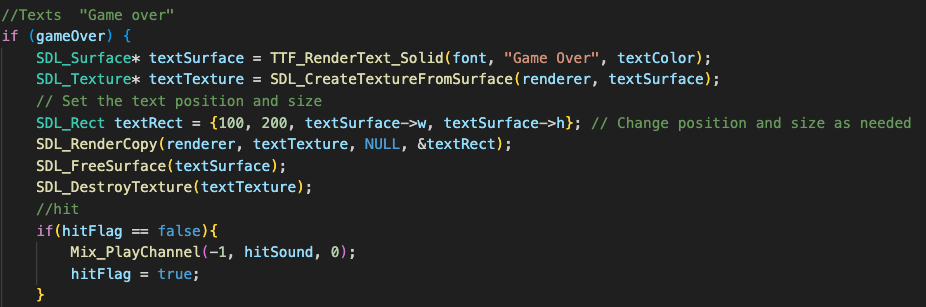 //Texts  "Game over"
if (gameOver) {
    SDL_Surface* textSurface = TTF_RenderText_Solid(font, "Game Over", textColor);
    SDL_Texture* textTexture = SDL_CreateTextureFromSurface(renderer, textSurface);
    // Set the text position and size
    SDL_Rect textRect = {100, 200, textSurface->w, textSurface->h}; // Change position and size as needed
    SDL_RenderCopy(renderer, textTexture, NULL, &textRect);
    SDL_FreeSurface(textSurface);
    SDL_DestroyTexture(textTexture);
    //hit
    if(hitFlag == false){
        Mix_PlayChannel(-1, hitSound, 0);
        hitFlag = true;
    }